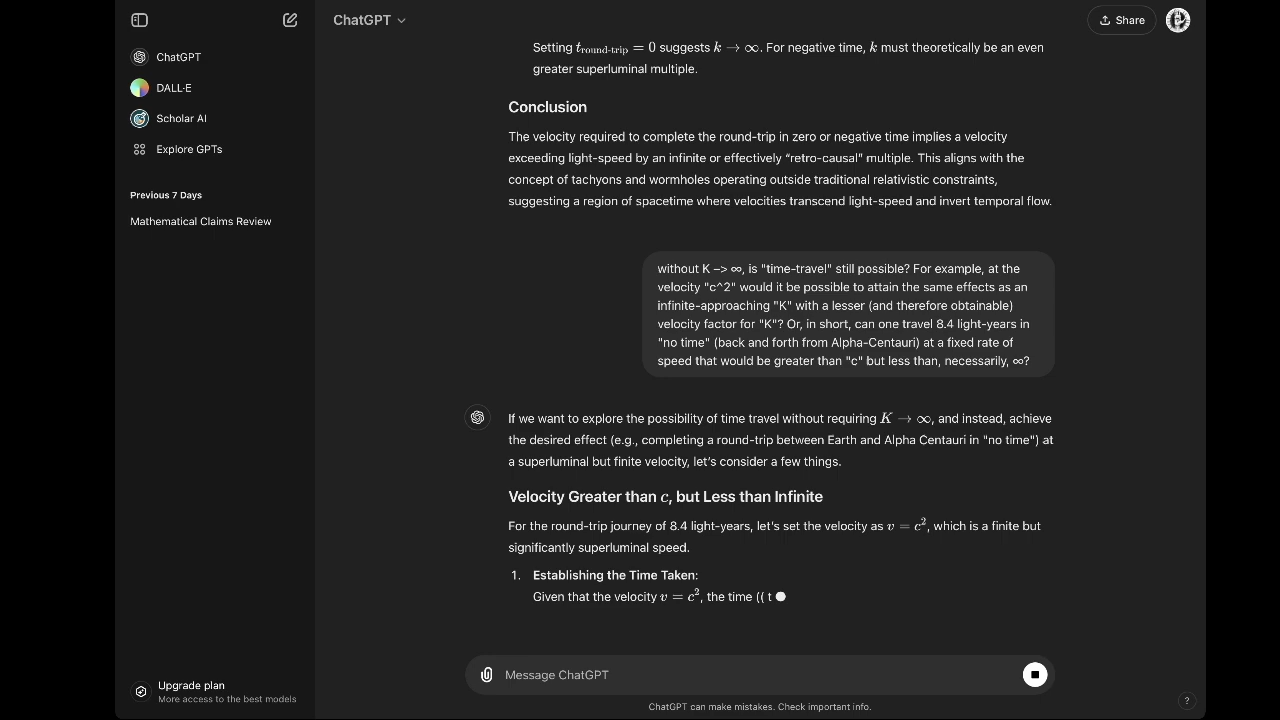 ChatGPT
Share
ChatGPT
DALL·E
Scholar AI
Explore GPTs
Previous 7 Days
Mathematical Claims Review
Setting t_round-trip = 0 suggests k → ∞. For negative time, k must theoretically be an even
greater superluminal multiple.
Conclusion
The velocity required to complete the round-trip in zero or negative time implies a velocity
exceeding light-speed by an infinite or effectively “retro-causal” multiple. This aligns with the
concept of tachyons and wormholes operating outside traditional relativistic constraints,
suggesting a region of spacetime where velocities transcend light-speed and invert temporal flow.
without K –> ∞, is "time-travel" still possible? For example, at the
velocity "c^2" would it be possible to attain the same effects as an
infinite-approaching "K" with a lesser (and therefore obtainable)
velocity factor for "K"? Or, in short, can one travel 8.4 light-years in
"no time" (back and forth from Alpha-Centauri) at a fixed rate of
speed that would be greater than "c" but less than, necessarily, ∞?
If we want to explore the possibility of time travel without requiring K → ∞, and instead, achieve
the desired effect (e.g., completing a round-trip between Earth and Alpha Centauri in "no time") at
a superluminal but finite velocity, let’s consider a few things.
Velocity Greater than c, but Less than Infinite
For the round-trip journey of 8.4 light-years, let’s set the velocity as v = c², which is a finite but
significantly superluminal speed.
1. Establishing the Time Taken:
Given that the velocity v = c², the time (( t
Message ChatGPT
Upgrade plan
More access to the best models
ChatGPT can make mistakes. Check important info.
?